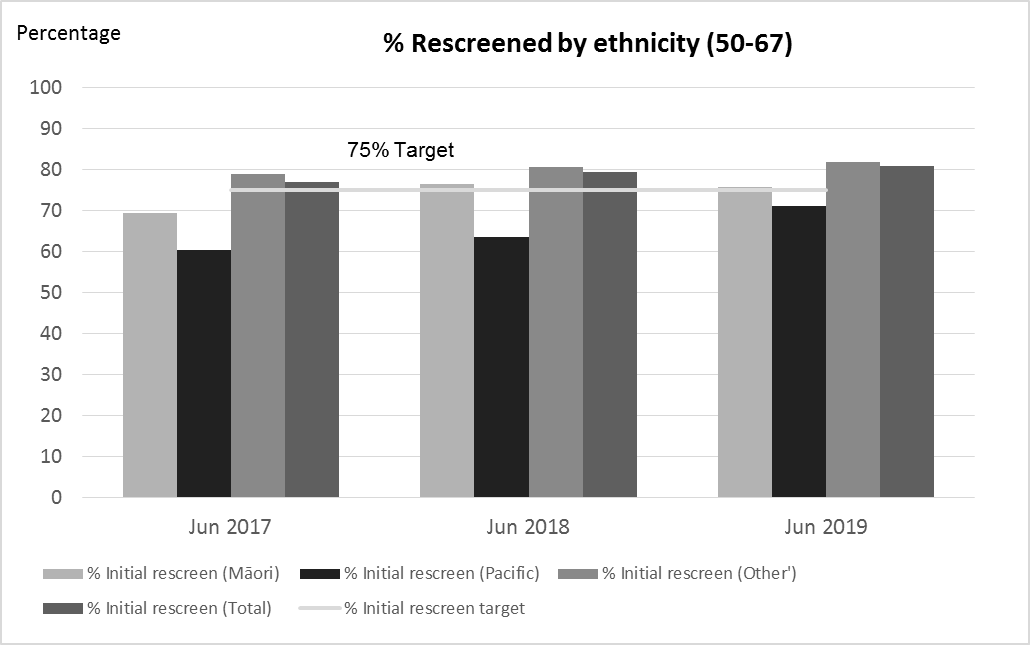 Percentage
% Rescreened by ethnicity (50-67)
100
90
80
70
60
50
40
30
20
10
0
75% Target
Jun 2017 Jun 2018 Jun 2019
% Initial rescreen (Māori) % Initial rescreen (Pacific) % Initial rescreen (Other')
% Initial rescreen (Total) % Initial rescreen target